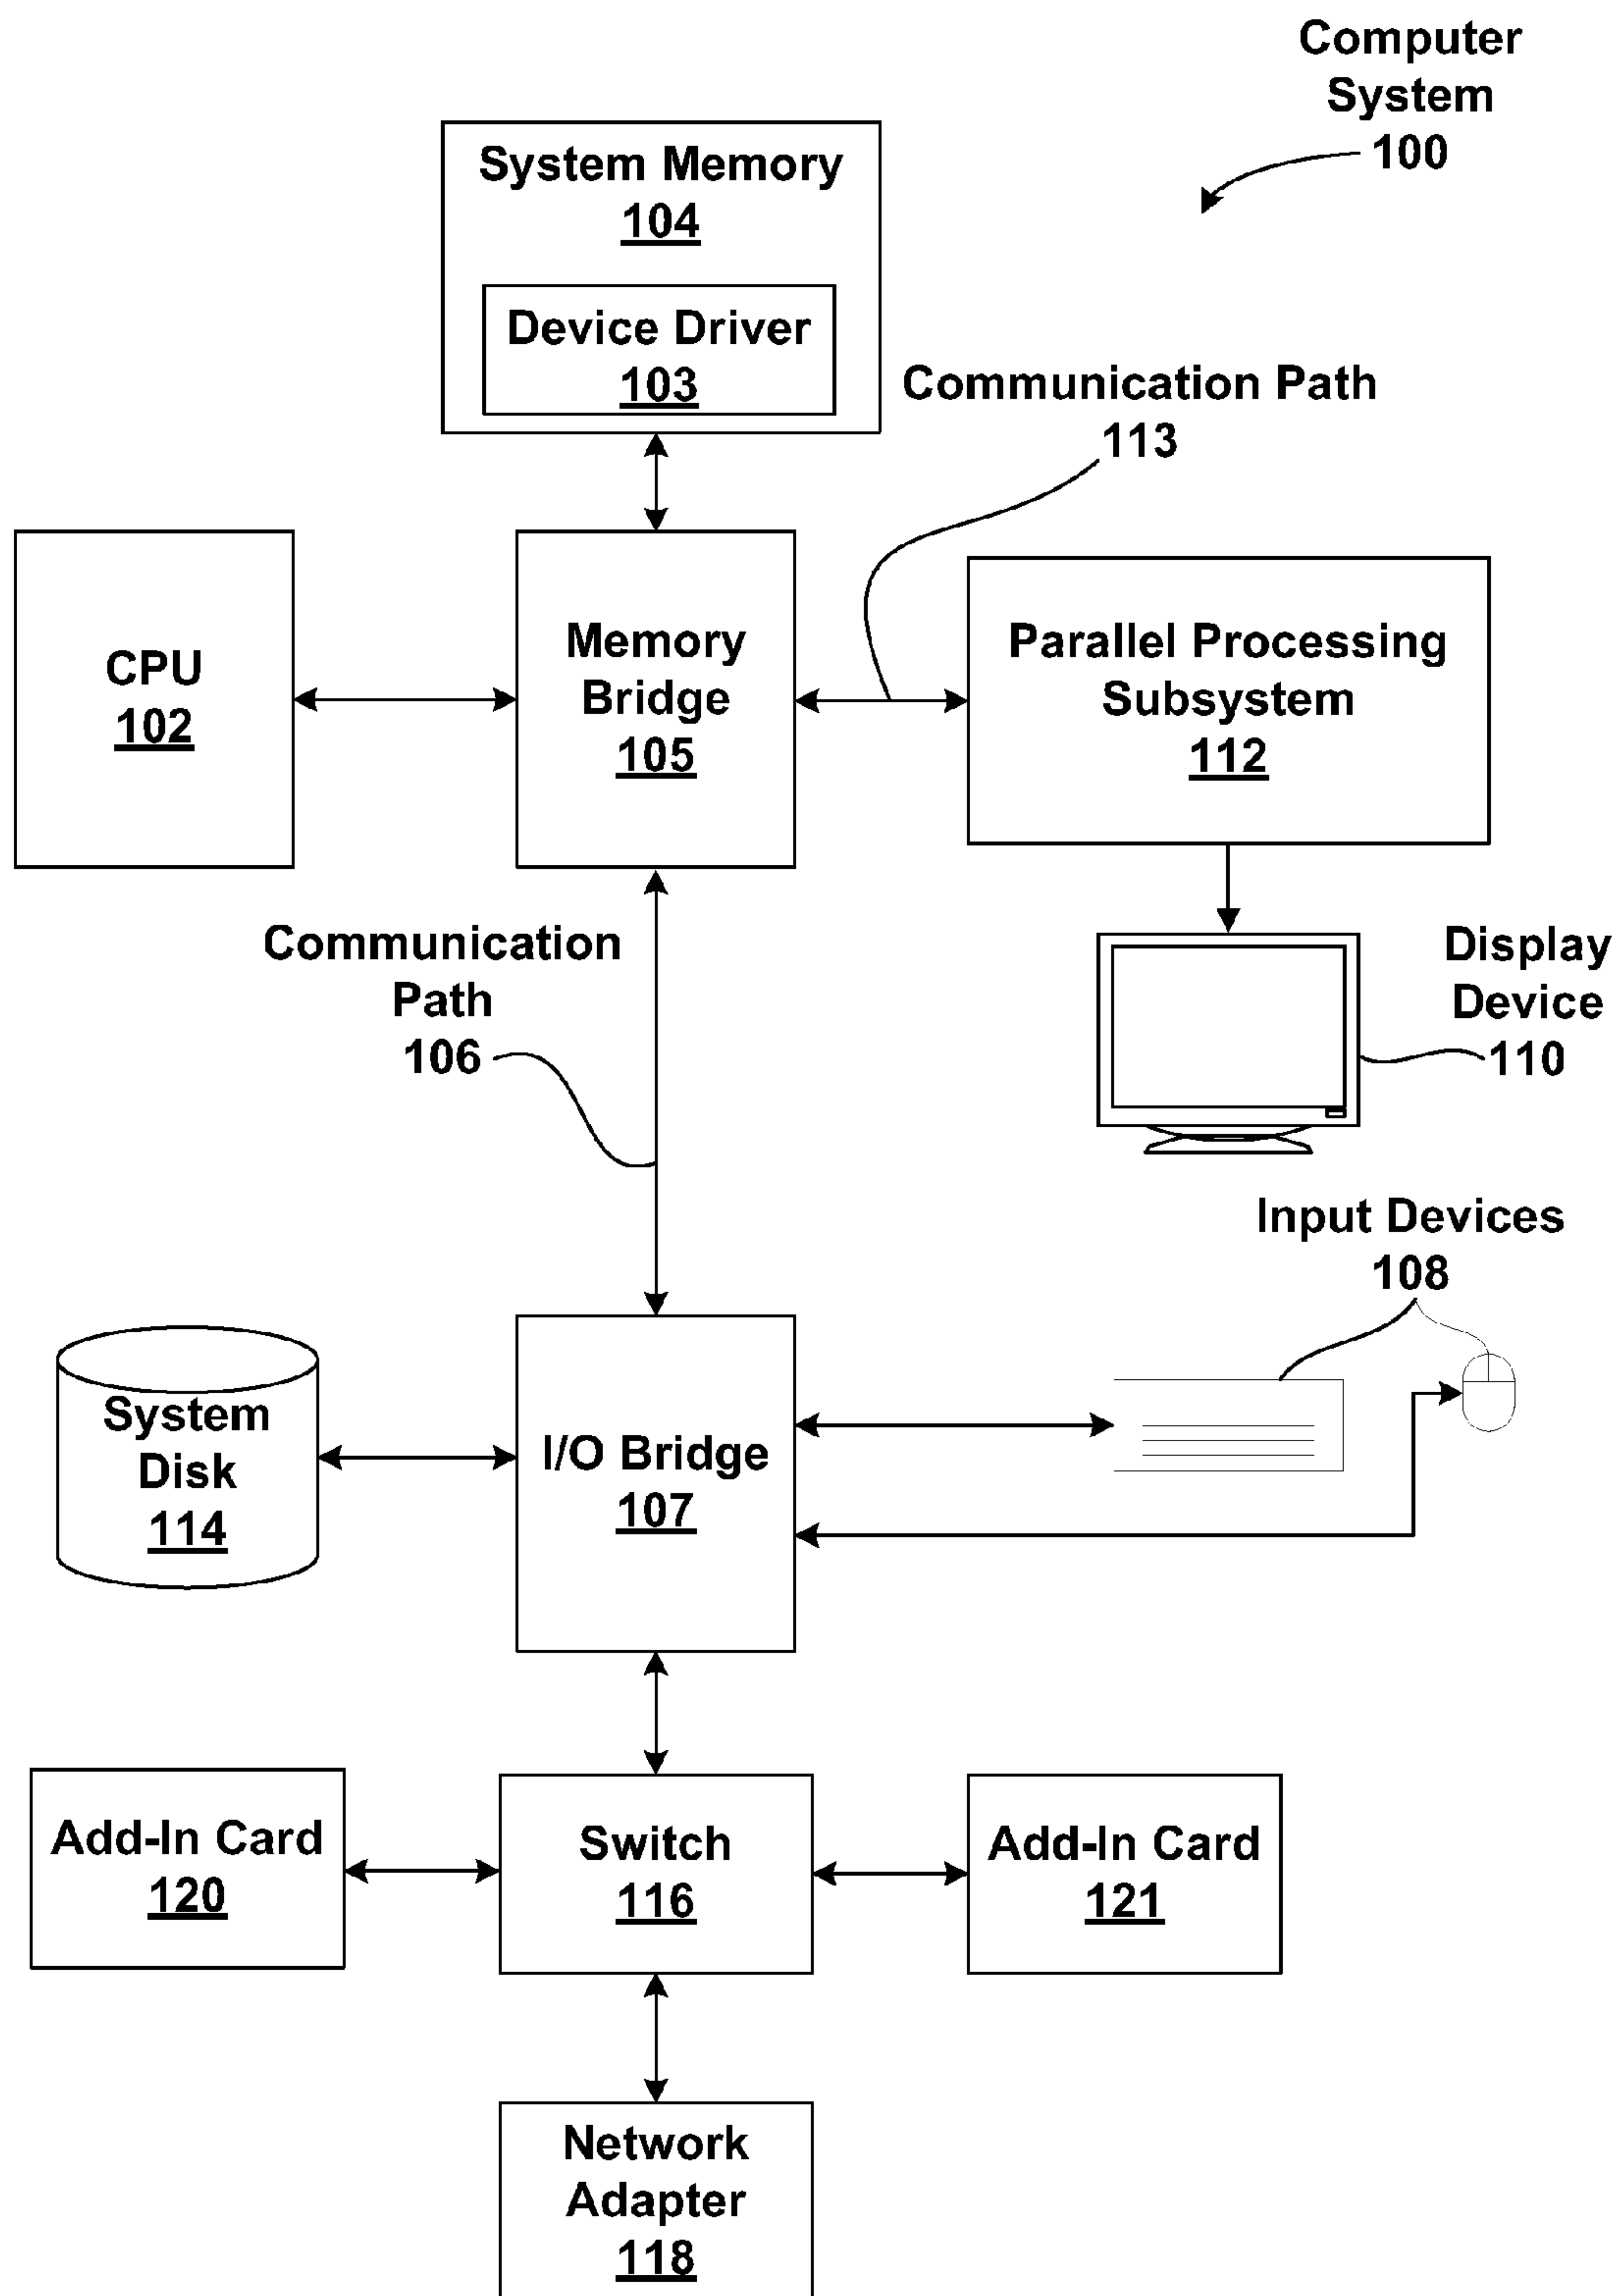 Computer
System
100
System Memory
104
Device Driver
103
Communication Path
113
CPU
102
Memory
Bridge
105
Parallel Processing
Subsystem
112
Communication
Path
106
Display
Device
110
Input Devices
108
System
Disk
114
I/O Bridge
107
Add-In Card
120
Switch
116
Add-In Card
121
Network
Adapter
118